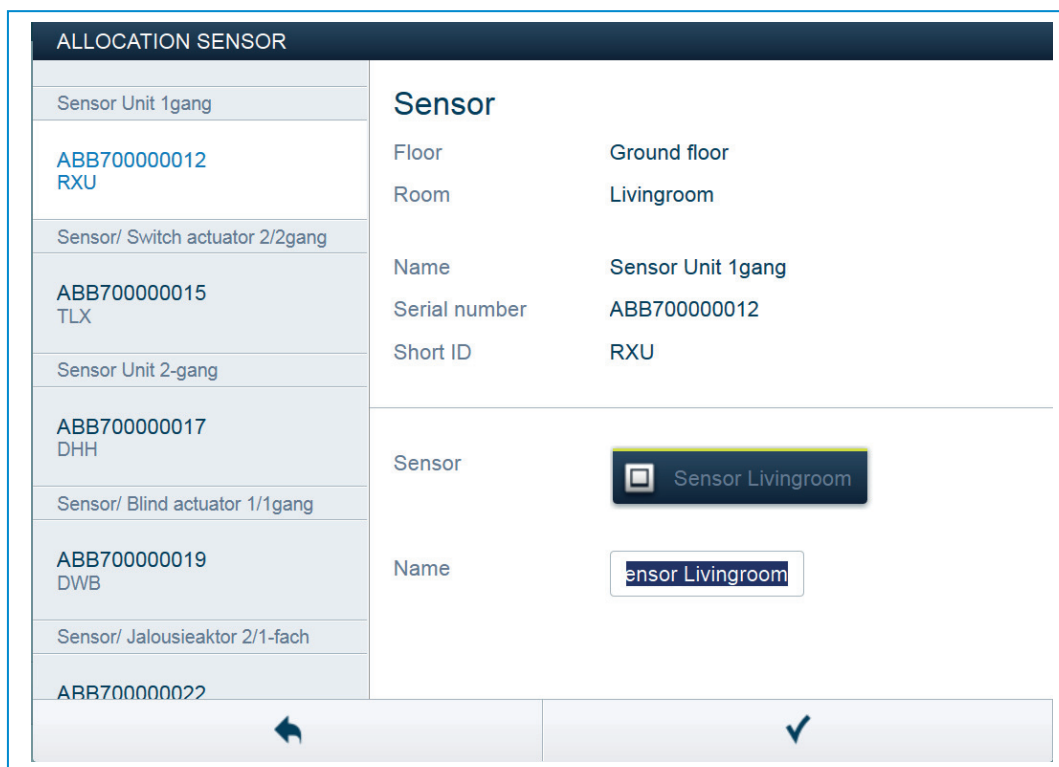 ALLOCATION SENSOR
Sensor Unit 1gang
ABB700000012
RXU
Sensor/ Switch actuator 2/2gang
ABB700000015
TLX
Sensor Unit 2-gang
ABB700000017
DHH
Sensor/ Blind actuator 1/1gang
ABB700000019
DWB
Sensor/ Jalousieaktor 2/1-fach
ABB700000022
Sensor
Floor Ground floor
Room Livingroom
Name Sensor Unit 1gang
Serial number ABB700000012
Short ID RXU
Sensor Sensor Livingroom
Name ensor Livingroom